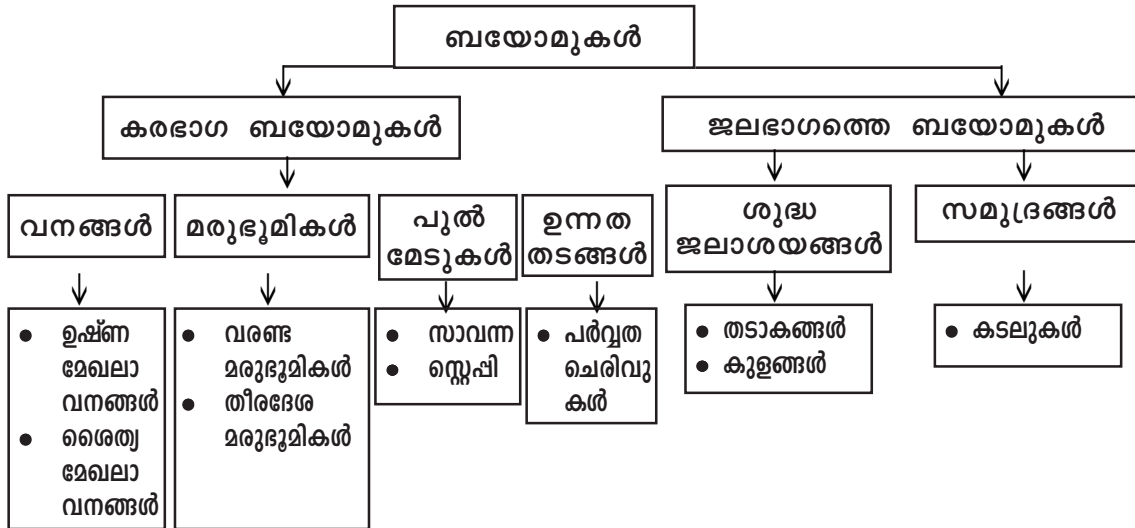 ബയോമുകൾ
കരഭാഗ ബയോമുകൾ
ജലഭാഗത്തെ ബയോമുകൾ
വനങ്ങൾ
മരുഭൂമികൾ
പുൽ
മേടുകൾ
ഉന്നത
തടങ്ങൾ
ശുദ്ധ
ജലാശയങ്ങൾ
സമുദ്രങ്ങൾ
● ഉഷ്ണ
മേഖലാ
വനങ്ങൾ
● ശൈത്യ
മേഖലാ
വനങ്ങൾ
● വരണ്ട
മരുഭൂമികൾ
● തീരദേശ
മരുഭൂമികൾ
● സാവന്ന
● സ്റ്റെപ്പി
● പർവ്വത
ചെരിവു
കൾ
● തടാകങ്ങൾ
● കുളങ്ങൾ
● കടലുകൾ